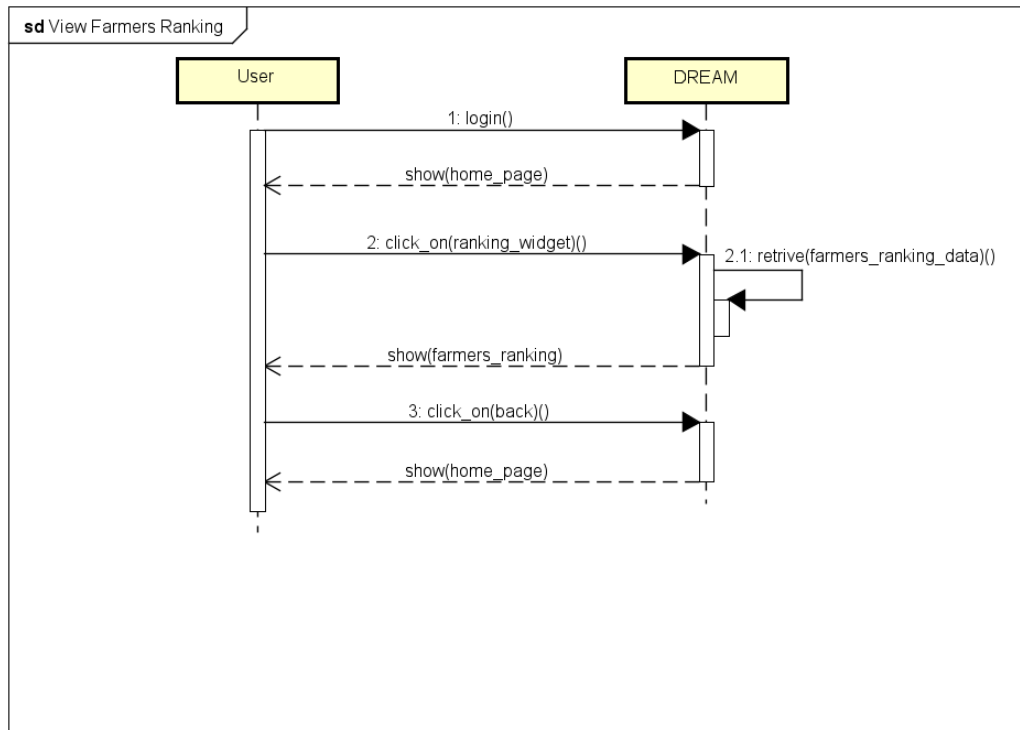 sd View Farmers Ranking
User
DREAM
1: login()
show(home_page)
2: click_on(ranking_widget)()
2.1: retrive(farmers_ranking_data)()
show(farmers_ranking)
3: click_on(back)()
show(home_page)